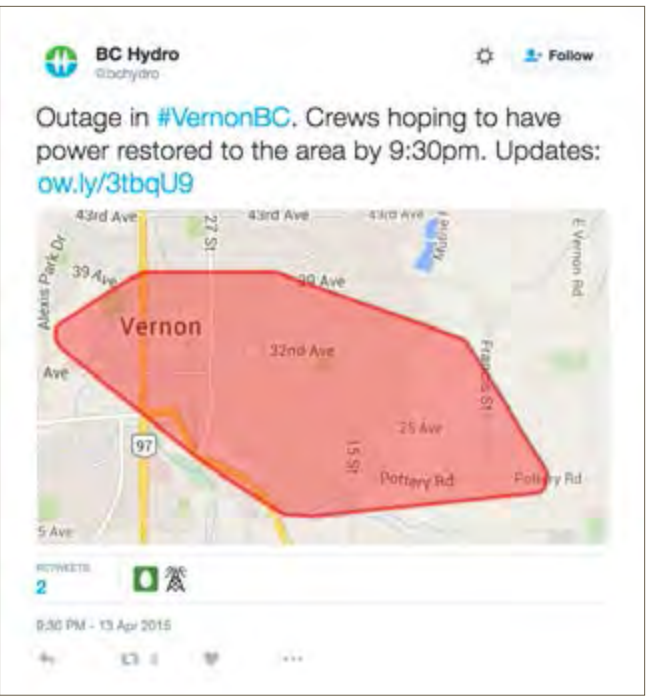 BC Hydro
@bchydro
Follow
Outage in #VernonBC. Crews hoping to have
power restored to the area by 9:30pm. Updates:
ow.ly/3tbqU9
43rd Ave
27 St
43rd Ave
43rd Ave
E Vernon Rd
Alexis Park Dr
39 Ave
39 Ave
Vernon
32nd Ave
Francis St
Ave
25 Ave
97
15 St
Pottery Rd
Pottery Rd
5 Ave
RETWEETS
2
9:30 PM - 13 Apr 2015